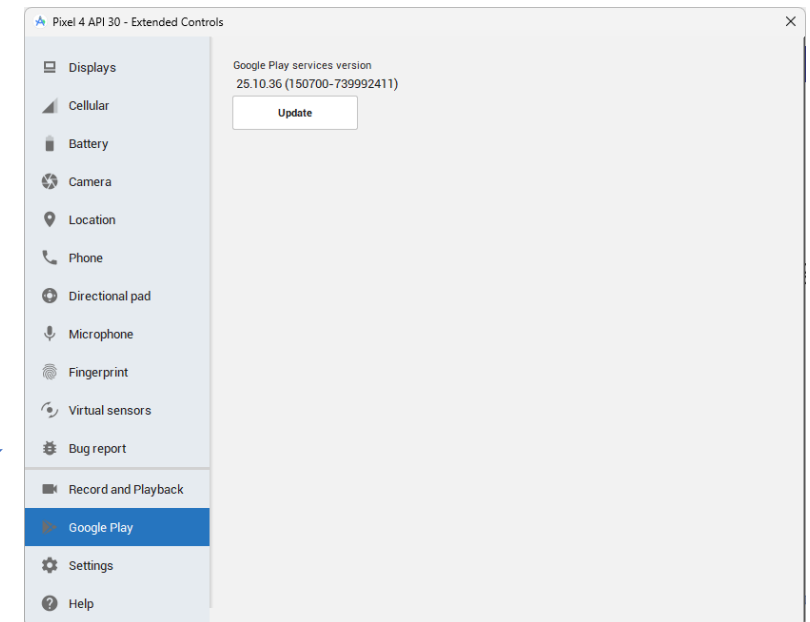 Pixel 4 API 30 - Extended Controls
Displays
Cellular
Battery
Camera
Location
Phone
Directional pad
Microphone
Fingerprint
Virtual sensors
Bug report
Record and Playback
Google Play
Settings
Help
Google Play services version
25.10.36 (150700-739992411)
Update